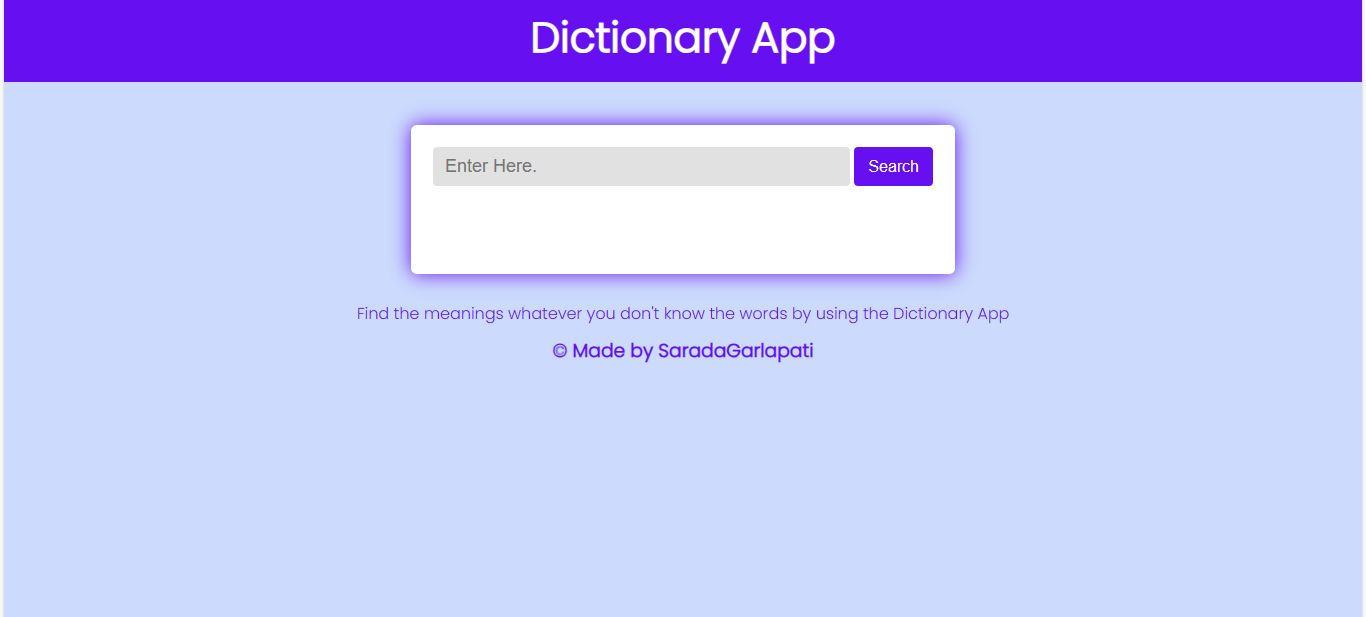 Dictionary App
Enter Here.
Search
Find the meanings whatever you don't know the words by using the Dictionary App
© Made by SaradaGarlapati